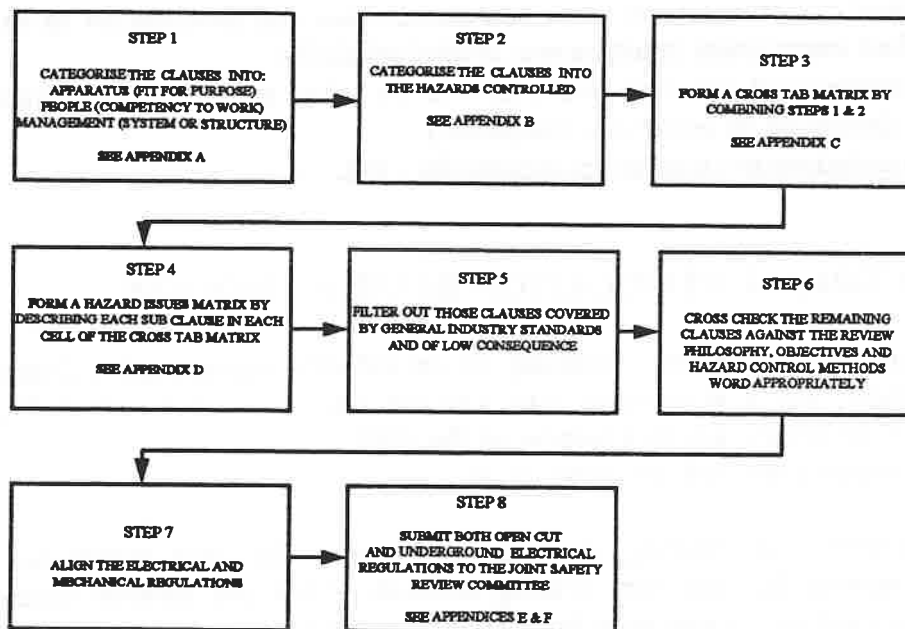 STEP 1
CATEGORISE THE CLAUSES INTO:
APPARATUS (FIT FOR PURPOSE)
PEOPLE (COMPETENCY TO WORK)
MANAGEMENT (SYSTEM OR STRUCTURE)
SEE APPENDIX A
STEP 2
CATEGORISE THE CLAUSES INTO
THE HAZARDS CONTROLLED
SEE APPENDIX B
STEP 3
FORM A CROSS TAB MATRIX BY
COMBINING STEPS 1 & 2
SEE APPENDIX C
STEP 4
FORM A HAZARD ISSUES MATRIX BY
DESCRIBING EACH SUB CLAUSE IN EACH
CELL OF THE CROSS TAB MATRIX
SEE APPENDIX D
STEP 5
FILTER OUT THOSE CLAUSES COVERED
BY GENERAL INDUSTRY STANDARDS
AND OF LOW CONSEQUENCE
STEP 6
CROSS CHECK THE REMAINING
CLAUSES AGAINST THE REVIEW
PHILOSOPHY, OBJECTIVES AND
HAZARD CONTROL METHODS
WORD APPROPRIATELY
STEP 7
ALIGN THE ELECTRICAL AND
MECHANICAL REGULATIONS
STEP 8
SUBMIT BOTH OPEN CUT
AND UNDERGROUND ELECTRICAL
REGULATIONS TO THE JOINT SAFETY
REVIEW COMMITTEE
SEE APPENDICES E & F